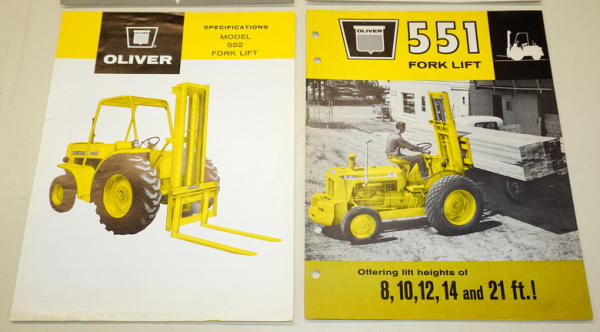 OLIVER
SPECIFICATIONS
MODEL
552
FORK LIFT
OLIVER
551
FORK LIFT
Offering lift heights of
8, 10, 12, 14 and 21 ft.!